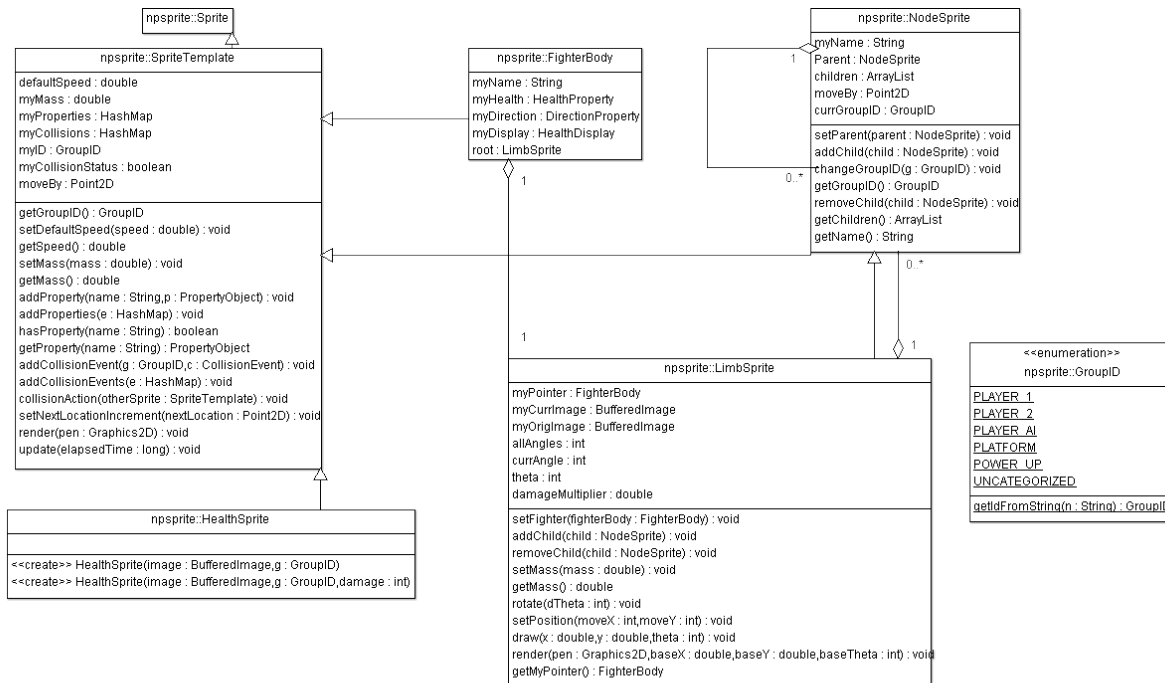 npsprite::Sprite
npsprite::SpriteTemplate
defaultSpeed : double
myMass : double
myProperties : HashMap
myCollisions : HashMap
myID : GroupID
myCollisionStatus : boolean
moveBy : Point2D
getGroupID() : GroupID
setDefaultSpeed(speed : double) : void
getSpeed() : double
setMass(mass : double) : void
getMass() : double
addProperty(name : String,p : PropertyObject) : void
addProperties(e : HashMap) : void
hasProperty(name : String) : boolean
getProperty(name : String) : PropertyObject
addCollisionEvent(g : GroupID,c : CollisionEvent) : void
addCollisionEvents(e : HashMap) : void
collisionAction(otherSprite : SpriteTemplate) : void
setNextLocationIncrement(nextLocation : Point2D) : void
render(pen : Graphics2D) : void
update(elapsedTime : long) : void
npsprite::HealthSprite
<<create>> HealthSprite(image : BufferedImage,g : GroupID)
<<create>> HealthSprite(image : BufferedImage,g : GroupID,damage : int)
npsprite::FighterBody
myName : String
myHealth : HealthProperty
myDirection : DirectionProperty
myDisplay : HealthDisplay
root : LimbSprite
1
1
npsprite::NodeSprite
myName : String
Parent : NodeSprite
children : ArrayList
moveBy : Point2D
currGroupID : GroupID
setParent(parent : NodeSprite) : void
addChild(child : NodeSprite) : void
changeGroupID(g : GroupID) : void
getGroupID() : GroupID
removeChild(child : NodeSprite) : void
getChildren() : ArrayList
getName() : String
1
0..*
0..*
1
npsprite::LimbSprite
myPointer : FighterBody
myCurrImage : BufferedImage
myOrigImage : BufferedImage
allAngles : int
currAngle : int
theta : int
damageMultiplier : double
setFighter(fighterBody : FighterBody) : void
addChild(child : NodeSprite) : void
removeChild(child : NodeSprite) : void
setMass(mass : double) : void
getMass() : double
rotate(dTheta : int) : void
setPosition(moveX : int,moveY : int) : void
draw(x : double,y : double,theta : int) : void
render(pen : Graphics2D,baseX : double,baseY : double,baseTheta : int) : void
getMyPointer() : FighterBody
<<enumeration>>
npsprite::GroupID
PLAYER_1
PLAYER_2
PLAYER_AI
PLATFORM
POWER_UP
UNCATEGORIZED
getIdFromString(n : String) : GroupID